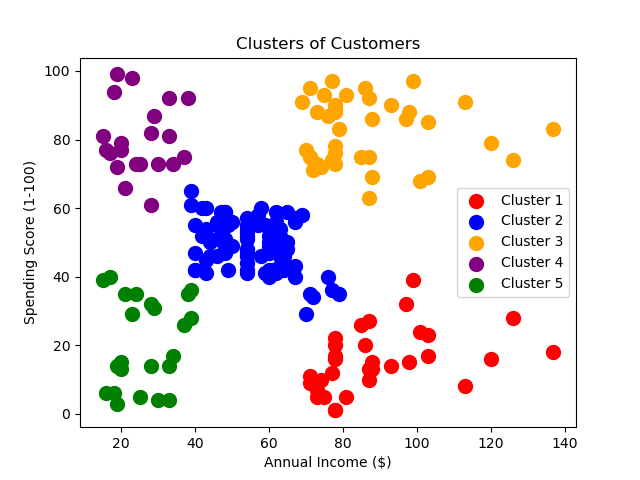 Clusters of Customers
100
80
60
40
20
0
Spending Score (1-100)
Cluster 1
Cluster 2
Cluster 3
Cluster 4
Cluster 5
20 40 60 80 100 120 140
Annual Income ($)